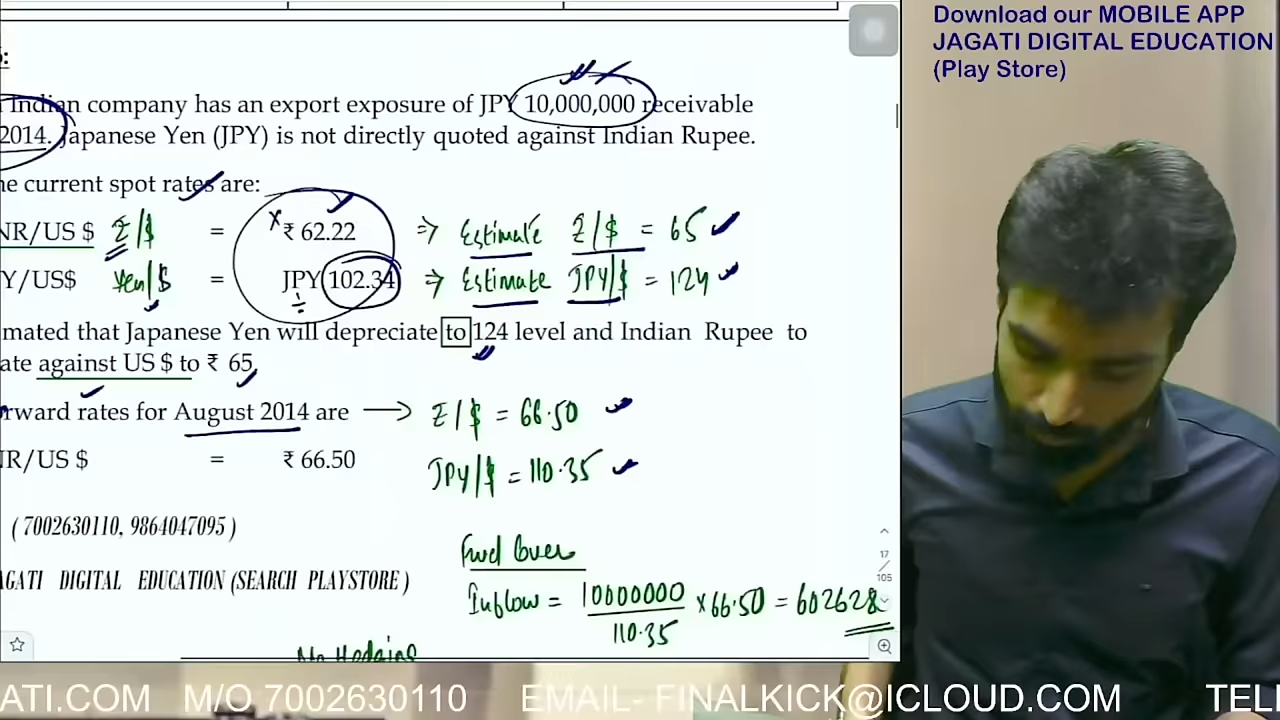 Download our MOBILE APP
JAGATI DIGITAL EDUCATION
(Play Store)
Indian company has an export exposure of JPY 10,000,000 receivable
2014. Japanese Yen (JPY) is not directly quoted against Indian Rupee.
he current spot rates are:
NR/US $ ₹/$ = × ₹ 62.22 ⇒ Estimate ₹/$ = 65
Y/US$ Yen/$ = JPY 102.34 ⇒ Estimate JPY/$ = 124
÷
mated that Japanese Yen will depreciate to 124 level and Indian Rupee to
ate against US $ to ₹ 65
rward rates for August 2014 are → ₹/$ = 66.50
NR/US $ = ₹ 66.50 JPY/$ = 110.35
( 7002630110, 9864047095 )
AGATI DIGITAL EDUCATION (SEARCH PLAYSTORE )
Fwd Cover
Inflow = 10000000/110.35 × 66.50 = 602628
No Hedging
17
/
105
ATI.COM M/O 7002630110 EMAIL- FINALKICK@ICLOUD.COM TELE